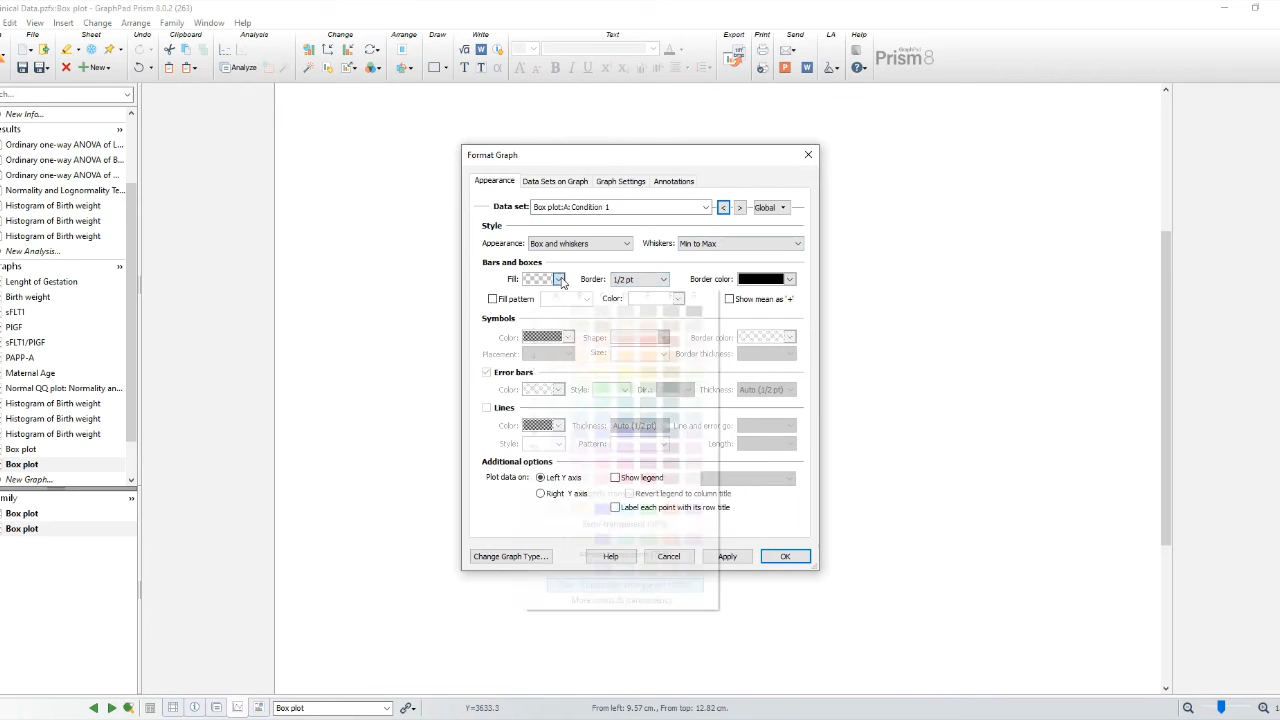 inical Data.pzfx:Box plot - GraphPad Prism 8.0.2 (263)
Edit View Insert Change Arrange Family Window Help
File Clipboard Undo Clipboard Analysis Change Arrange Draw Write Text Export Print Send LA Help
GraphPad
Prism8
New Analyze
ch...
New Info...
esults
Ordinary one-way ANOVA of L...
Ordinary one-way ANOVA of B...
Ordinary one-way ANOVA of ...
Normality and Lognormality Te...
Histogram of Birth weight
Histogram of Birth weight
Histogram of Birth weight
New Analysis...
raphs
Lenght of Gestation
Birth weight
sFLT1
PlGF
sFLT1/PlGF
PAPP-A
Maternal Age
Normal QQ plot: Normality an...
Histogram of Birth weight
Histogram of Birth weight
Histogram of Birth weight
Box plot
Box plot
New Graph...
amily
Box plot
Box plot
Format Graph
Appearance Data Sets on Graph Graph Settings Annotations
Data set: Box plot:A:Condition 1 < > Global
Style
Appearance: Box and whiskers Whiskers: Min to Max
Bars and boxes
Fill: Border: 1/2 pt Border color:
Fill pattern Color: Show mean as '+'
Symbols
Color: Shape: Border color:
Placement: Size: Border thickness:
Error bars
Color: Style: Dir.: Thickness: Auto (1/2 pt)
Lines
Color: Thickness: Auto (1/2 pt) Line and error go:
Style: Pattern: Length:
Additional options
Plot data on: Left Y axis Show legend
Right Y axis Revert legend to column title
Label each point with its row title
Change Graph Type... Help Cancel Apply OK
Box plot Y=3633.3 From left: 9.57 cm., From top: 12.82 cm.